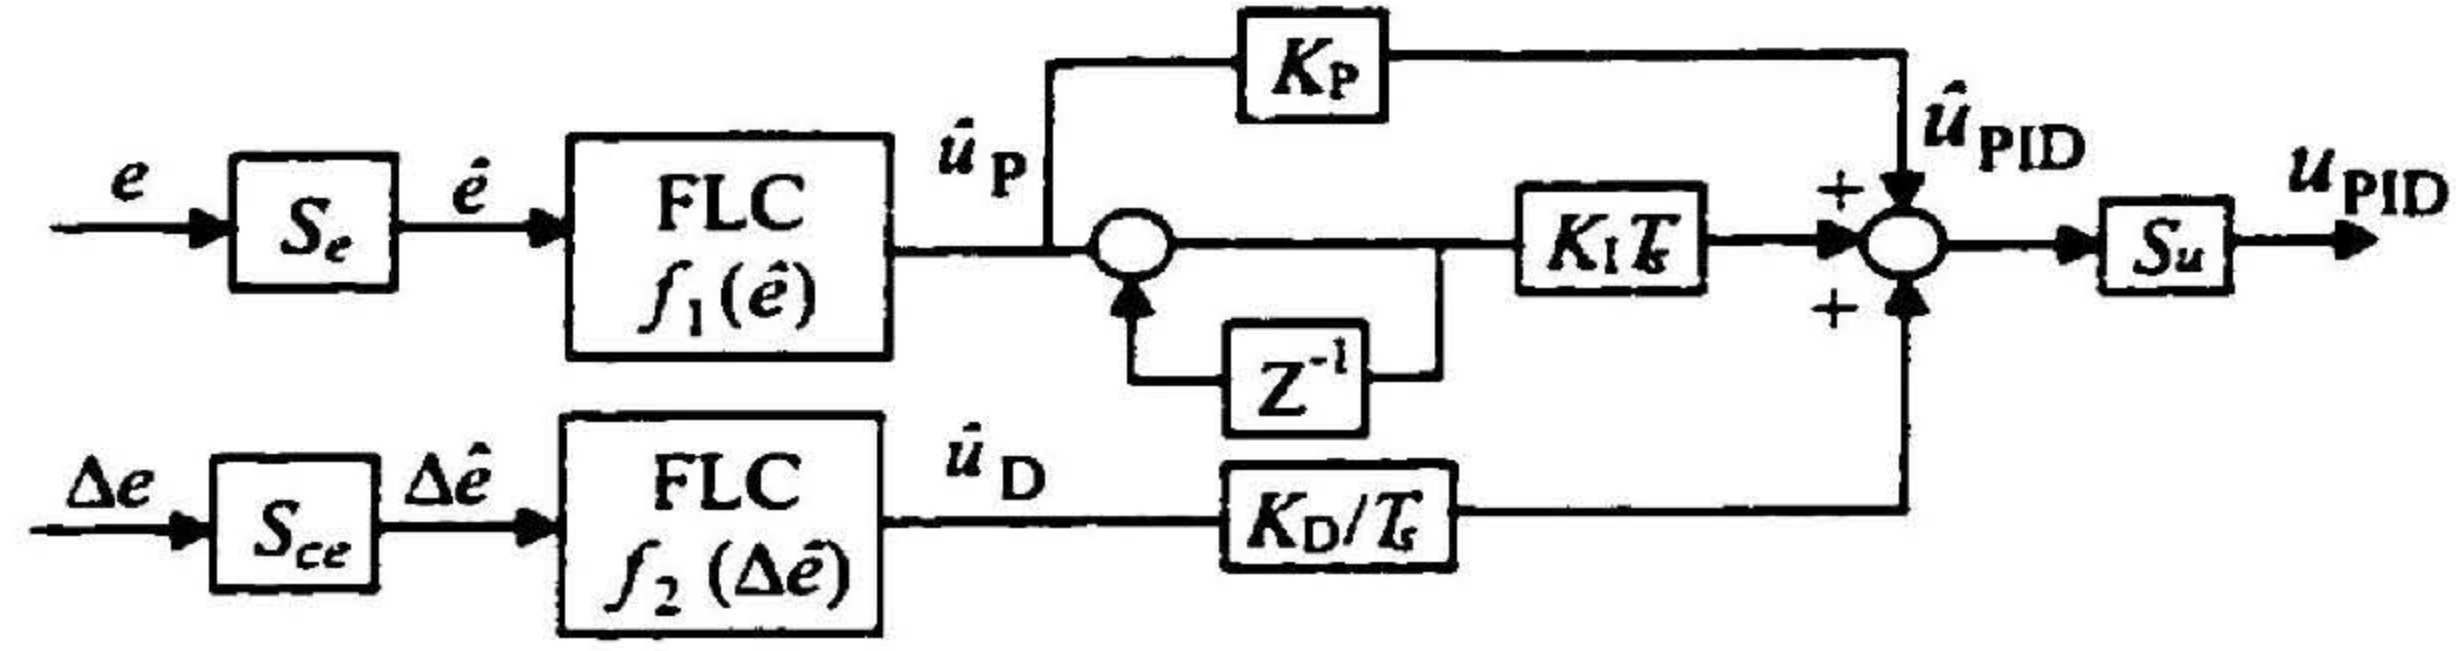 K_P
e
S_e
ê
FLC
f_1(ê)
û_P
+
K_I T_s
û_PID
S_u
u_PID
+
Z^-1
Δe
S_ce
Δê
FLC
f_2(Δê)
û_D
K_D/T_s